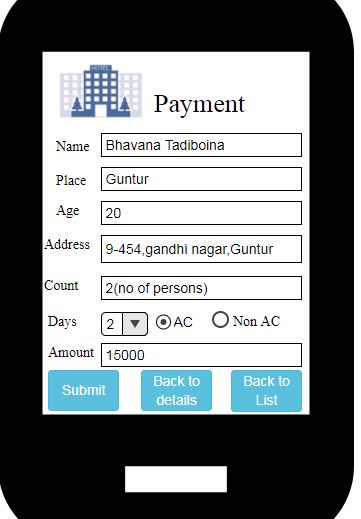 HOTEL
Payment
Name Bhavana Tadiboina
Place Guntur
Age 20
Address 9-454,gandhi nagar,Guntur
Count 2(no of persons)
Days 2 AC Non AC
Amount 15000
Submit Back to details Back to List